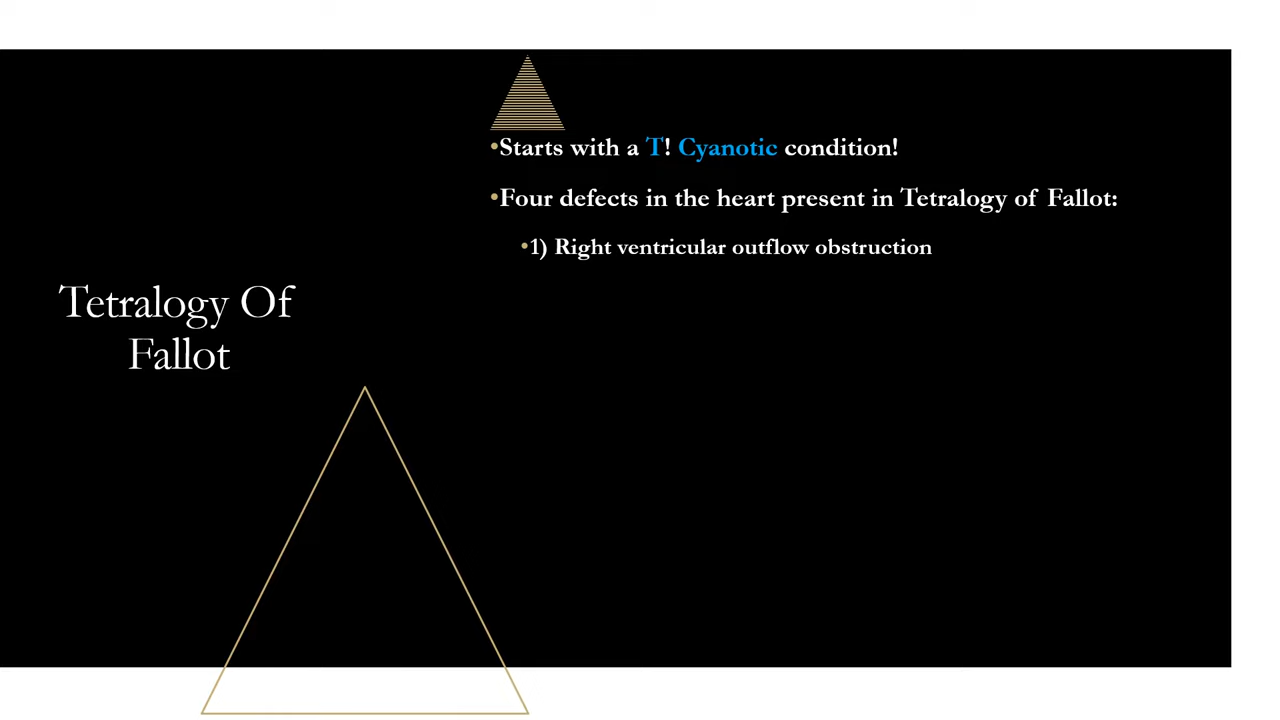 Tetralogy Of
Fallot
•Starts with a T! Cyanotic condition!
•Four defects in the heart present in Tetralogy of Fallot:
•1) Right ventricular outflow obstruction